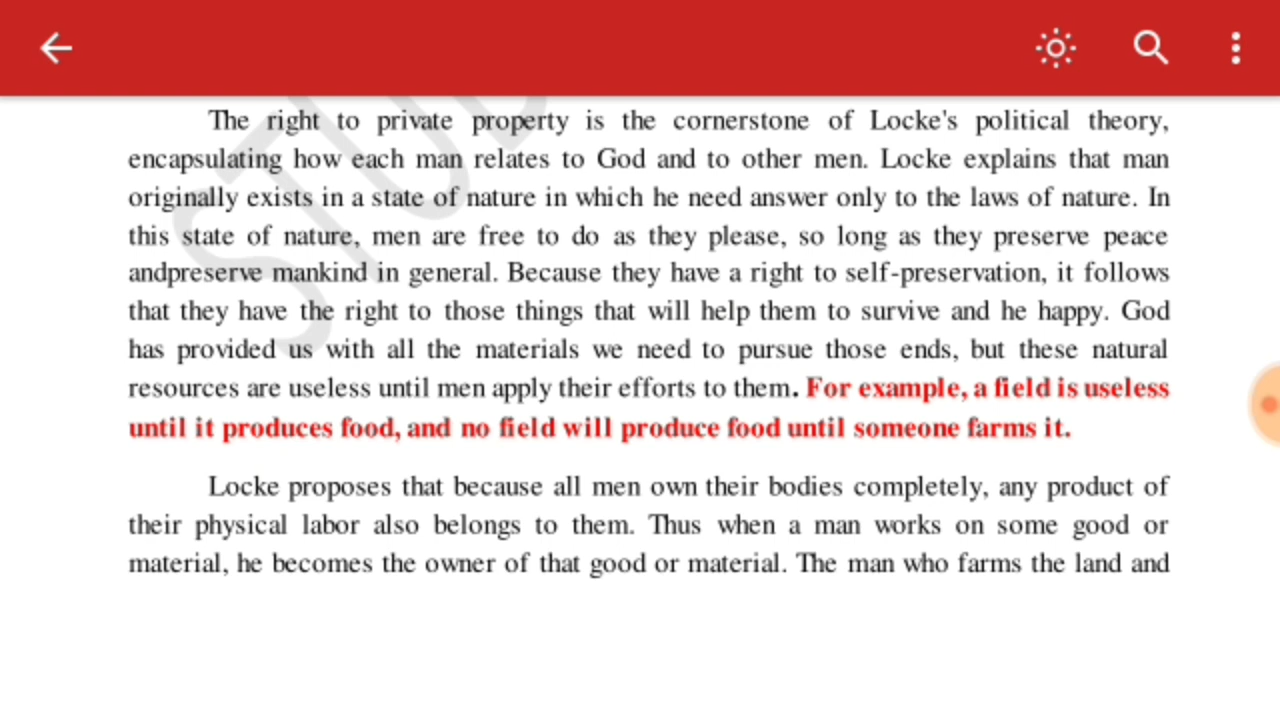 The right to private property is the cornerstone of Locke's political theory,
encapsulating how each man relates to God and to other men. Locke explains that man
originally exists in a state of nature in which he need answer only to the laws of nature. In
this state of nature, men are free to do as they please, so long as they preserve peace
andpreserve mankind in general. Because they have a right to self-preservation, it follows
that they have the right to those things that will help them to survive and he happy. God
has provided us with all the materials we need to pursue those ends, but these natural
resources are useless until men apply their efforts to them. For example, a field is useless
until it produces food, and no field will produce food until someone farms it.
Locke proposes that because all men own their bodies completely, any product of
their physical labor also belongs to them. Thus when a man works on some good or
material, he becomes the owner of that good or material. The man who farms the land and